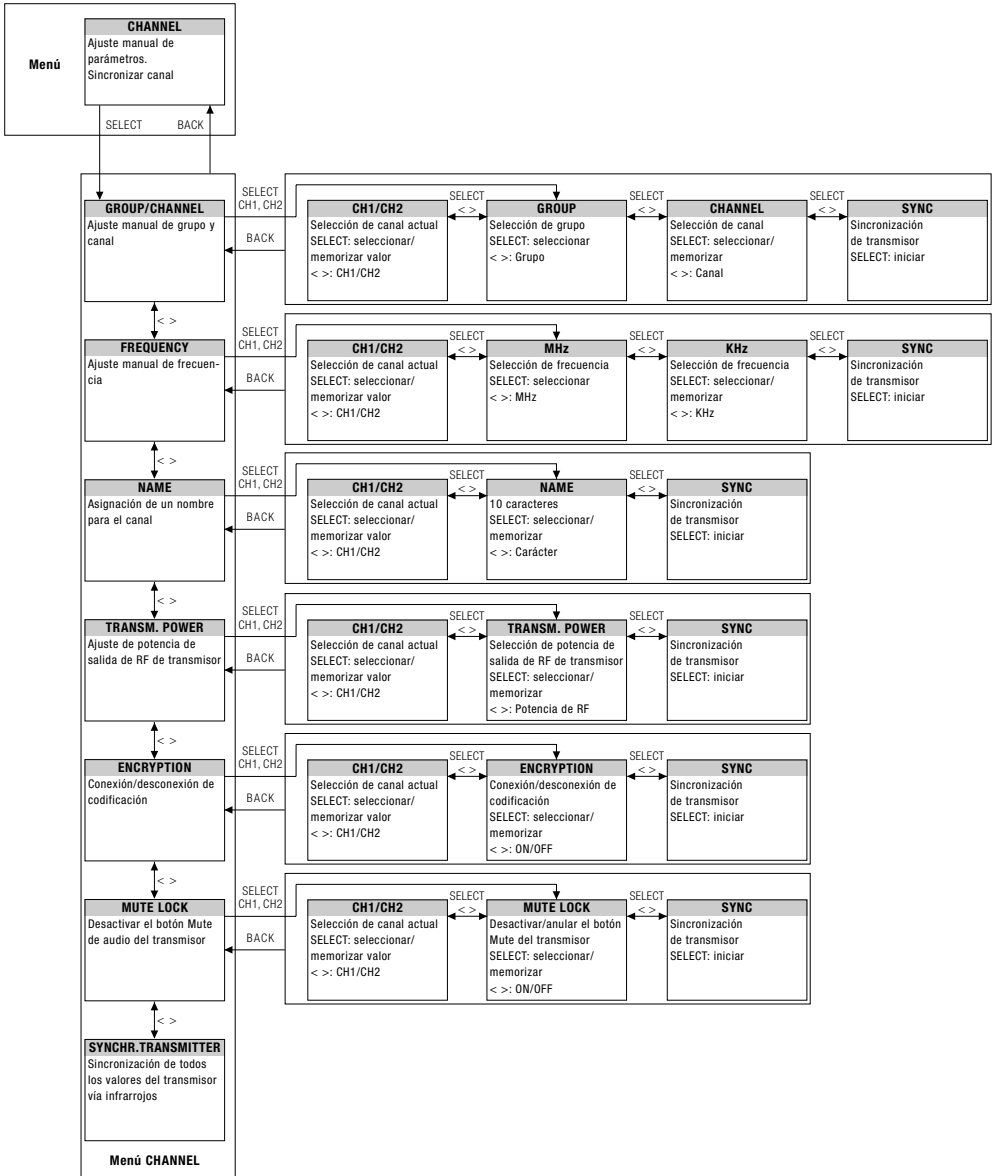 CHANNEL
Menú
Ajuste manual de
parámetros.
Sincronizar canal
SELECT
BACK
GROUP/CHANNEL
Ajuste manual de grupo y
canal
SELECT
CH1, CH2
BACK
CH1/CH2
Selección de canal actual
SELECT: seleccionar/
memorizar valor
< >: CH1/CH2
SELECT
< >
GROUP
Selección de grupo
SELECT: seleccionar
< >: Grupo
SELECT
< >
CHANNEL
Selección de canal
SELECT: seleccionar/
memorizar
< >: Canal
SELECT
< >
SYNC
Sincronización
de transmisor
SELECT: iniciar
< >
FREQUENCY
Ajuste manual de frecuen-
cia
SELECT
CH1, CH2
BACK
CH1/CH2
Selección de canal actual
SELECT: seleccionar/
memorizar valor
< >: CH1/CH2
SELECT
< >
MHz
Selección de frecuencia
SELECT: seleccionar
< >: MHz
SELECT
< >
KHz
Selección de frecuencia
SELECT: seleccionar/
memorizar
< >: KHz
SELECT
< >
SYNC
Sincronización
de transmisor
SELECT: iniciar
< >
NAME
Asignación de un nombre
para el canal
SELECT
CH1, CH2
BACK
CH1/CH2
Selección de canal actual
SELECT: seleccionar/
memorizar valor
< >: CH1/CH2
SELECT
< >
NAME
10 caracteres
SELECT: seleccionar/
memorizar
< >: Carácter
SELECT
< >
SYNC
Sincronización
de transmisor
SELECT: iniciar
< >
TRANSM. POWER
Ajuste de potencia de
salida de RF de transmisor
SELECT
CH1, CH2
BACK
CH1/CH2
Selección de canal actual
SELECT: seleccionar/
memorizar valor
< >: CH1/CH2
SELECT
< >
TRANSM. POWER
Selección de potencia de
salida de RF de transmisor
SELECT: seleccionar/
memorizar
< >: Potencia de RF
SELECT
< >
SYNC
Sincronización
de transmisor
SELECT: iniciar
< >
ENCRYPTION
Conexión/desconexión de
codificación
SELECT
CH1, CH2
BACK
CH1/CH2
Selección de canal actual
SELECT: seleccionar/
memorizar valor
< >: CH1/CH2
SELECT
< >
ENCRYPTION
Conexión/desconexión de
codificación
SELECT: seleccionar/
memorizar
< >: ON/OFF
SELECT
< >
SYNC
Sincronización
de transmisor
SELECT: iniciar
< >
MUTE LOCK
Desactivar el botón Mute
de audio del transmisor
SELECT
CH1, CH2
BACK
CH1/CH2
Selección de canal actual
SELECT: seleccionar/
memorizar valor
< >: CH1/CH2
SELECT
< >
MUTE LOCK
Desactivar/anular el botón
Mute del transmisor
SELECT: seleccionar/
memorizar
< >: ON/OFF
SELECT
< >
SYNC
Sincronización
de transmisor
SELECT: iniciar
< >
SYNCHR.TRANSMITTER
Sincronización de todos
los valores del transmisor
vía infrarrojos
Menú CHANNEL